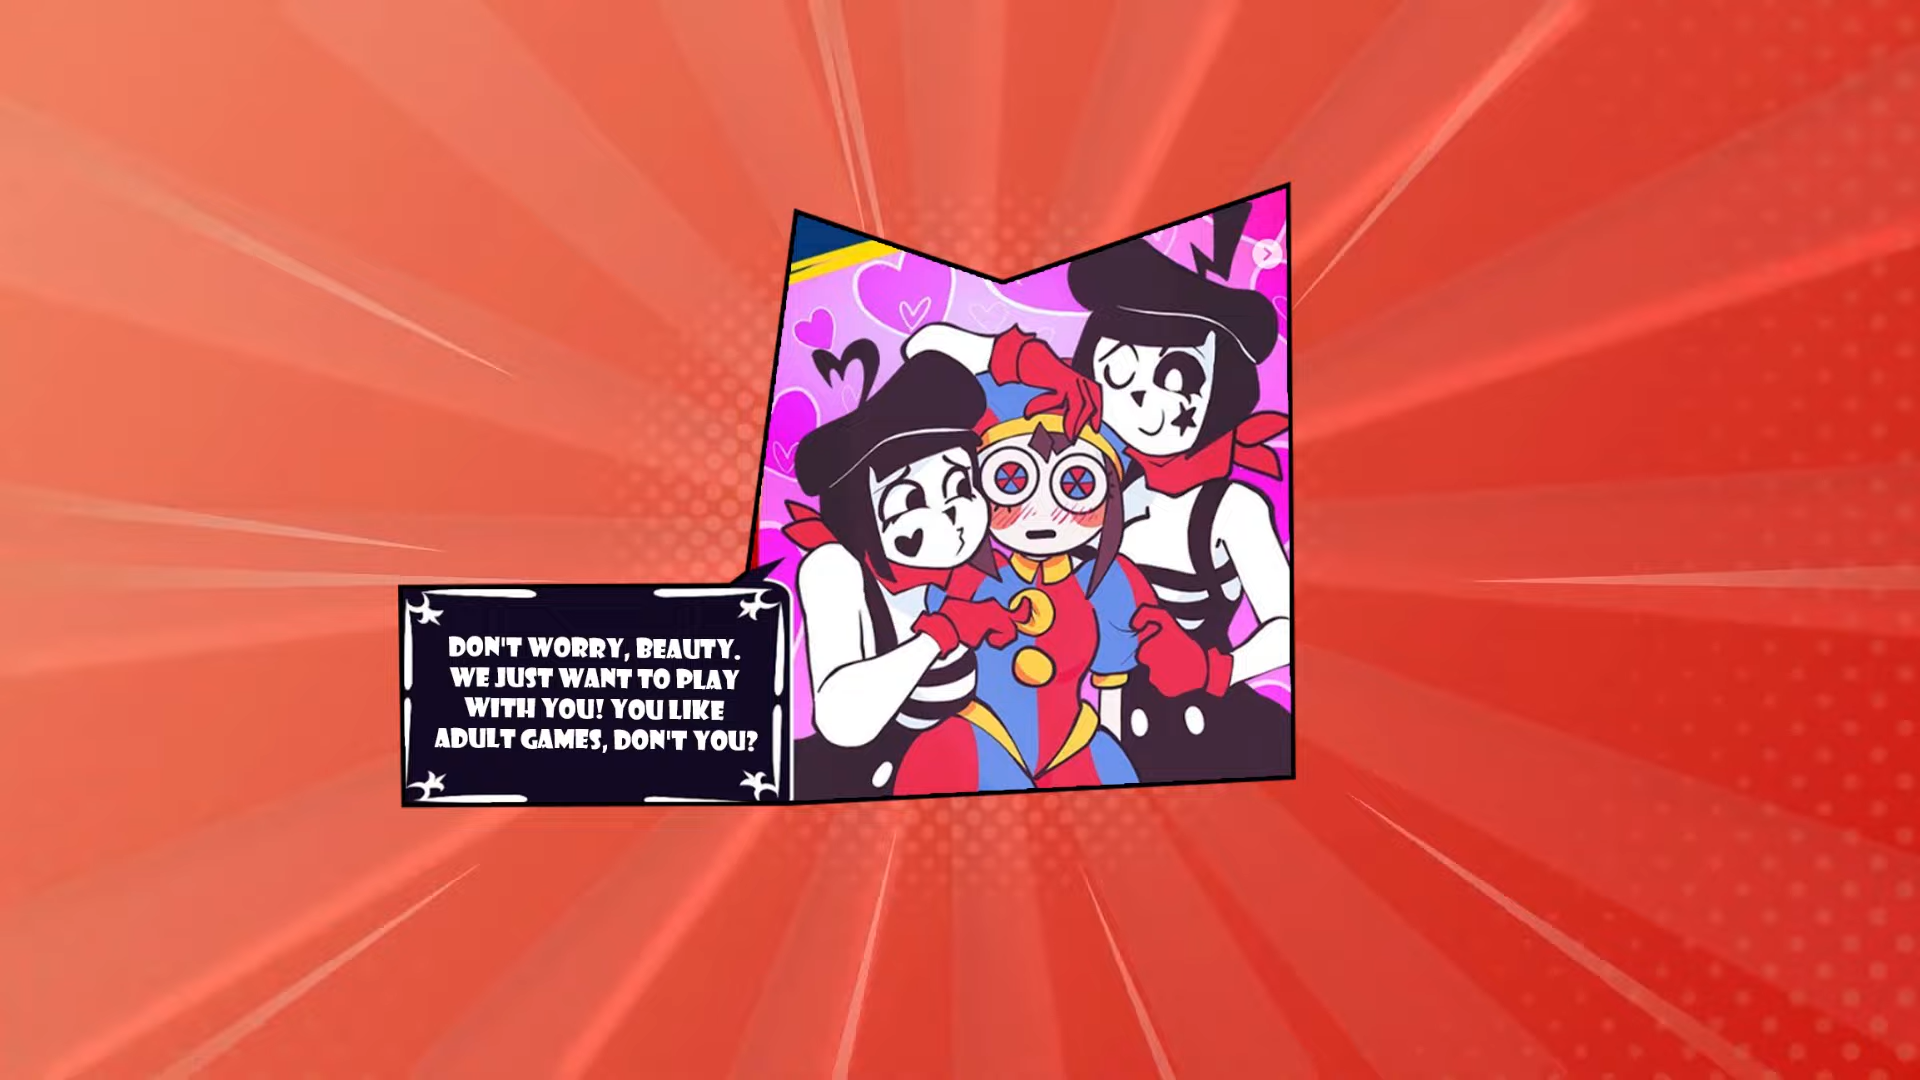 DON'T WORRY, BEAUTY.
WE JUST WANT TO PLAY
WITH YOU! YOU LIKE
ADULT GAMES, DON'T YOU?